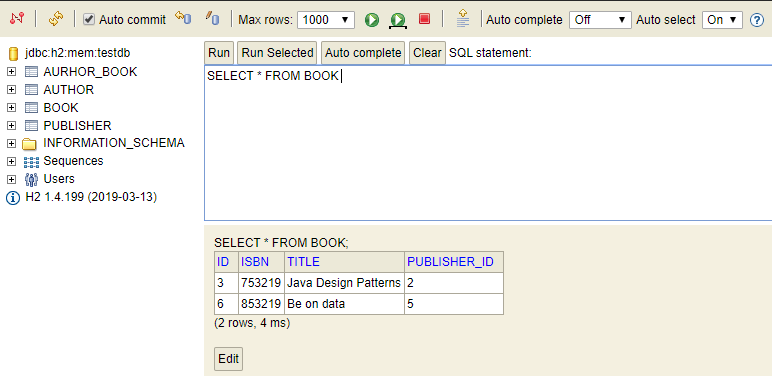 Auto commit Max rows: 1000 Auto complete Off Auto select On ?
jdbc:h2:mem:testdb
AURHOR_BOOK
AUTHOR
BOOK
PUBLISHER
INFORMATION_SCHEMA
Sequences
Users
H2 1.4.199 (2019-03-13)
Run Run Selected Auto complete Clear SQL statement:
SELECT * FROM BOOK
SELECT * FROM BOOK;
ID ISBN TITLE PUBLISHER_ID
3 753219 Java Design Patterns 2
6 853219 Be on data 5
(2 rows, 4 ms)
Edit